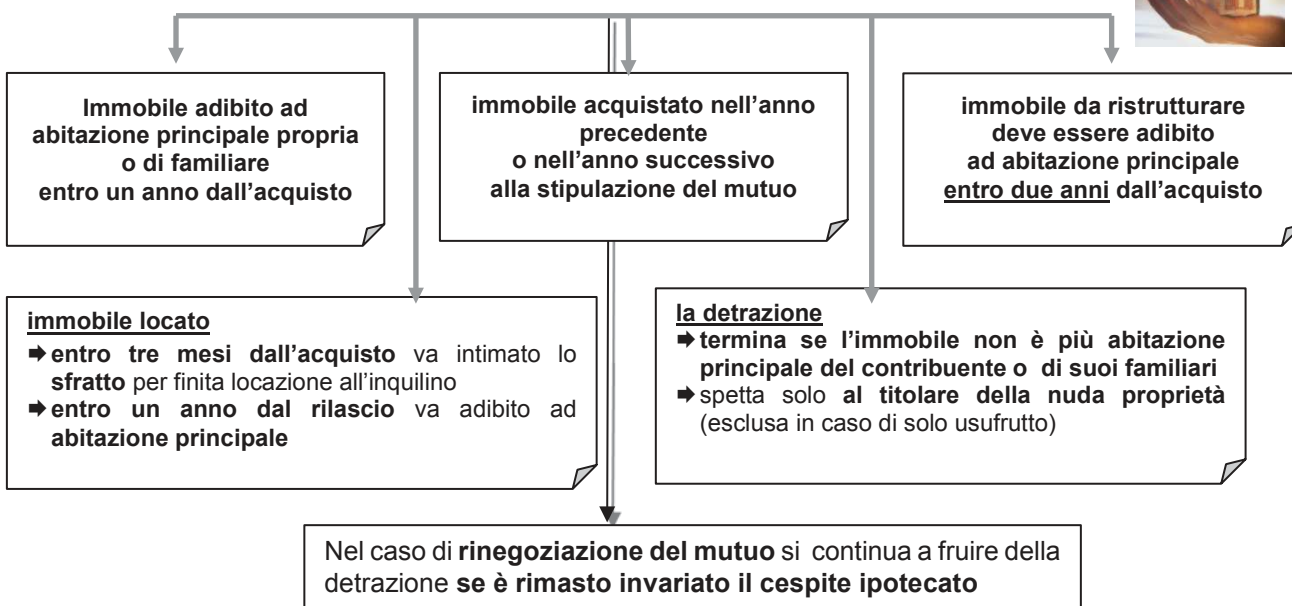 Immobile adibito ad
abitazione principale propria
o di familiare
entro un anno dall'acquisto
immobile acquistato nell'anno
precedente
o nell'anno successivo
alla stipulazione del mutuo
immobile da ristrutturare
deve essere adibito
ad abitazione principale
entro due anni dall'acquisto
immobile locato
➨ entro tre mesi dall'acquisto va intimato lo
sfratto per finita locazione all'inquilino
➨ entro un anno dal rilascio va adibito ad
abitazione principale
la detrazione
➨ termina se l'immobile non è più abitazione
principale del contribuente o di suoi familiari
➨ spetta solo al titolare della nuda proprietà
(esclusa in caso di solo usufrutto)
Nel caso di rinegoziazione del mutuo si continua a fruire della
detrazione se è rimasto invariato il cespite ipotecato